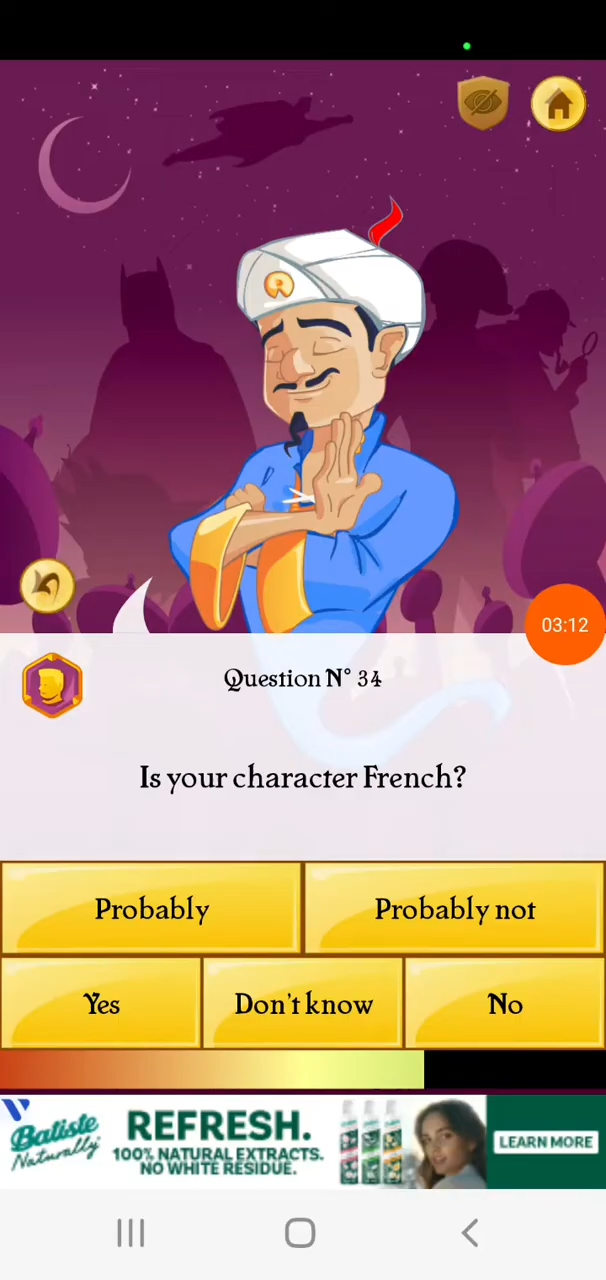 03:12
Question N° 34
Is your character French?
Probably
Probably not
Yes
Don't know
No
Batiste
Naturally
REFRESH.
100% NATURAL EXTRACTS.
NO WHITE RESIDUE.
LEARN MORE